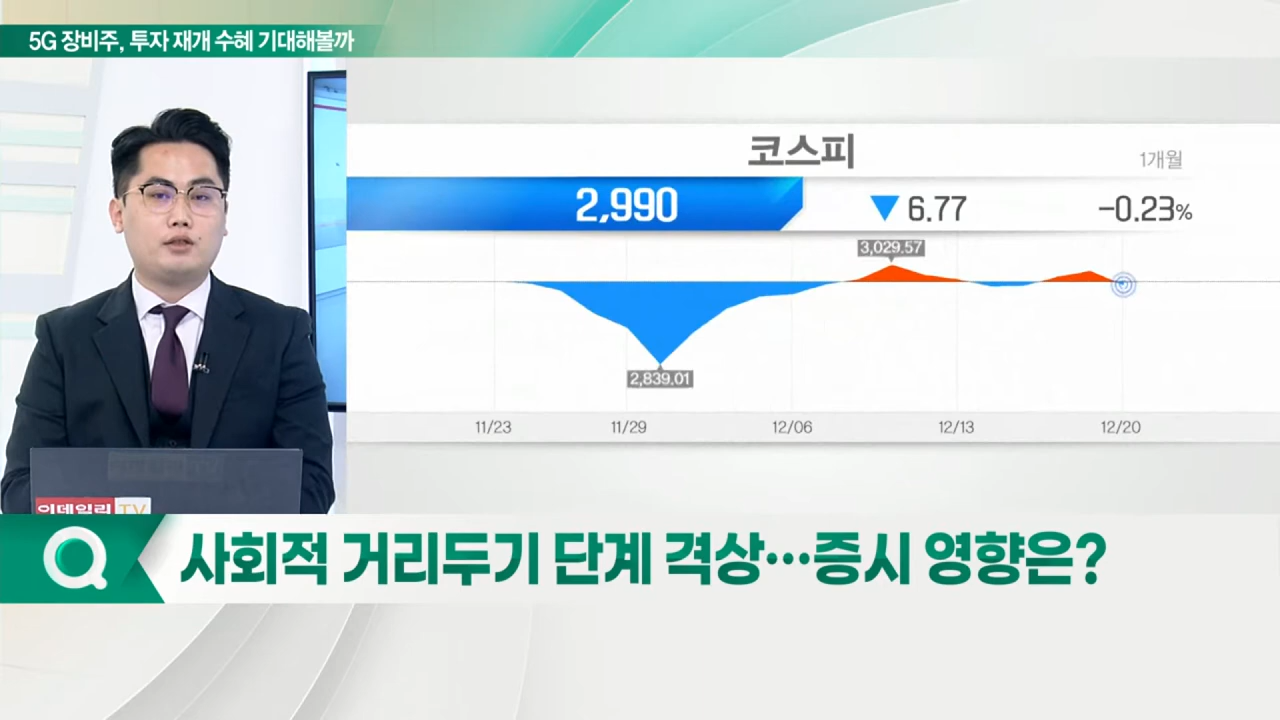 5G 장비주, 투자 재개 수혜 기대해볼까
코스피
1개월
2,990 ▼ 6.77 -0.23%
3,029.57
2,839.01
11/23 11/29 12/06 12/13 12/20
이데일리 TV
사회적 거리두기 단계 격상…증시 영향은?